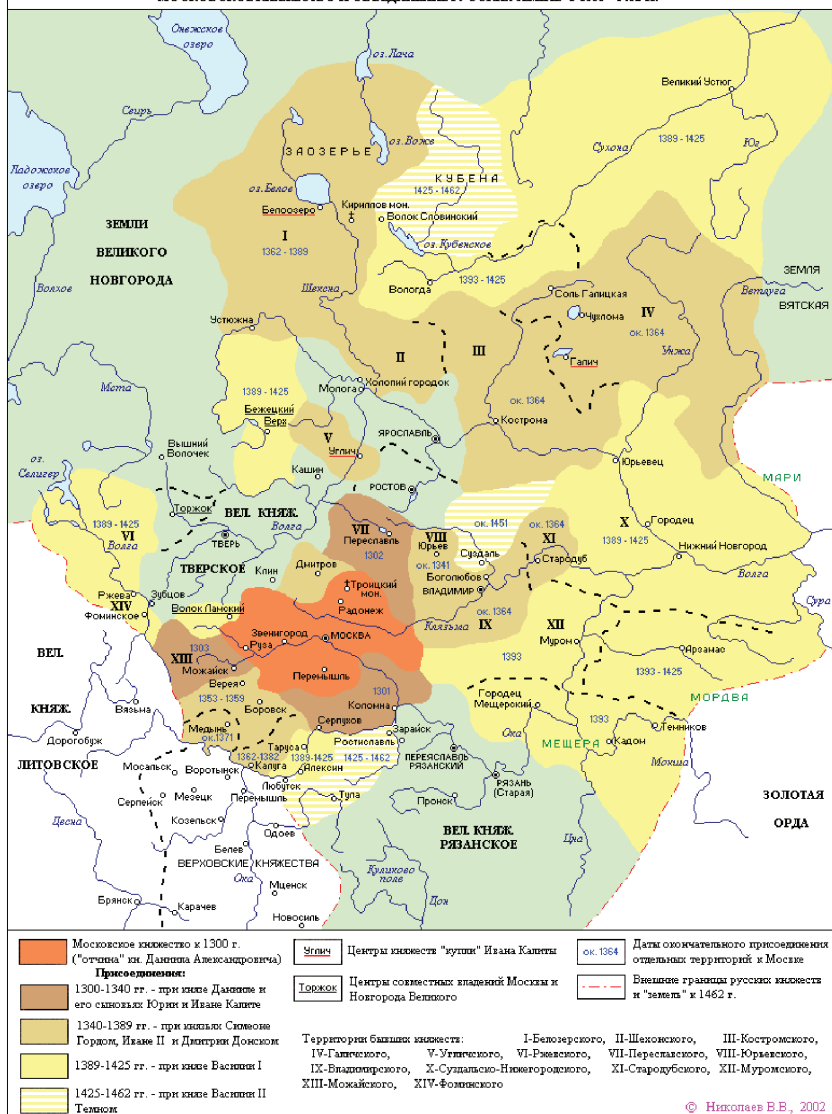 Онежское
озеро
оз. Лача
Свирь
Великий Устюг
1389 - 1425
Сухона
Юг
оз. Воже
ЗАОЗЕРЬЕ
КУБЕНА
1425 - 1462
Ладожское
озеро
оз. Белое
Белоозеро
Кириллов мон.
Волок Словинский
оз. Кубенское
I
1362 - 1389
ЗЕМЛИ
ВЕЛИКОГО
НОВГОРОДА
Волхов
Шексна
Вологда
1393 - 1425
Соль Галицкая
Чухлома
IV
ок. 1364
Ветлуга
ЗЕМЛЯ
ВЯТСКАЯ
Устюжна
II
III
Галич
Унжа
Молога
Холопий городок
1389 - 1425
Бежецкий
Верх
ок. 1364
Кострома
Мста
V
Углич
ЯРОСЛАВЛЬ
Вышний
Волочек
Кашин
Юрьевец
оз.
Селигер
РОСТОВ
МАРИ
Торжок
ВЕЛ. КНЯЖ.
Волга
1389 - 1425
VI
Волга
ТВЕРЬ
ТВЕРСКОЕ
VII
Переславль
1302
VIII
Юрьев
ок. 1341
ок. 1451
Суздаль
ок. 1364
XI
Стародуб
X
1389 - 1425
Городец
Нижний Новгород
Волга
Сура
Клин
Дмитров
Троицкий
мон.
Радонеж
Боголюбов
ВЛАДИМИР
Ржева
Зубцов
XIV
Фоминское
Волок Ламский
Клязьма
ок. 1364
IX
XII
Муром
Арзамас
ВЕЛ.
Звенигород
Руза
МОСКВА
1303
XIII
Можайск
Перемышль
1393
1393 - 1425
МОРДВА
КНЯЖ.
Верея
1353 - 1359
Боровск
1301
Коломна
Городец
Мещерский
Вязьма
Серпухов
Зарайск
Ока
1393
Темников
Дорогобуж
Медынь
ок. 1371
Таруса
Ростиславль
МЕЩЕРА
Кадом
ЛИТОВСКОЕ
1362-1382
Калуга
1389-1425
Алексин
1425 - 1462
ПЕРЕЯСЛАВЛЬ
РЯЗАНСКИЙ
Мокша
Мосальск
Воротынск
Любутск
Тула
РЯЗАНЬ
(Старая)
ЗОЛОТАЯ
ОРДА
Серпейск
Мезецк
Перемышль
Пронск
Козельск
Одоев
ВЕЛ. КНЯЖ.
РЯЗАНСКОЕ
Десна
Белев
Цна
ВЕРХОВСКИЕ КНЯЖЕСТВА
Ока
Куликово
поле
Мценск
Дон
Брянск
Карачев
Новосиль
Московское княжество к 1300 г.
("отчина" кн. Даниила Александровича)
Присоединения:
1300-1340 гг. - при князе Данииле и
его сыновьях Юрии и Иване Калите
1340-1389 гг. - при князьях Симеоне
Гордом, Иване II и Дмитрии Донском
1389-1425 гг. - при князе Василии I
1425-1462 гг. - при князе Василии II
Темном
Углич
Центры княжеств "купли" Ивана Калиты
Торжок
Центры совместных владений Москвы и
Новгорода Великого
ок. 1364
Даты окончательного присоединения
отдельных территорий к Москве
Внешние границы русских княжеств
и "земель" к 1462 г.
Территории бывших княжеств: I-Белозерского, II-Шехонского, III-Костромского,
IV-Галичского, V-Угличского, VI-Ржевского, VII-Переславского, VIII-Юрьевского,
IX-Владимирского, X-Суздальско-Нижегородского, XI-Стародубского, XII-Муромского,
XIII-Можайского, XIV-Фоминского
© Николаев В.В., 2002